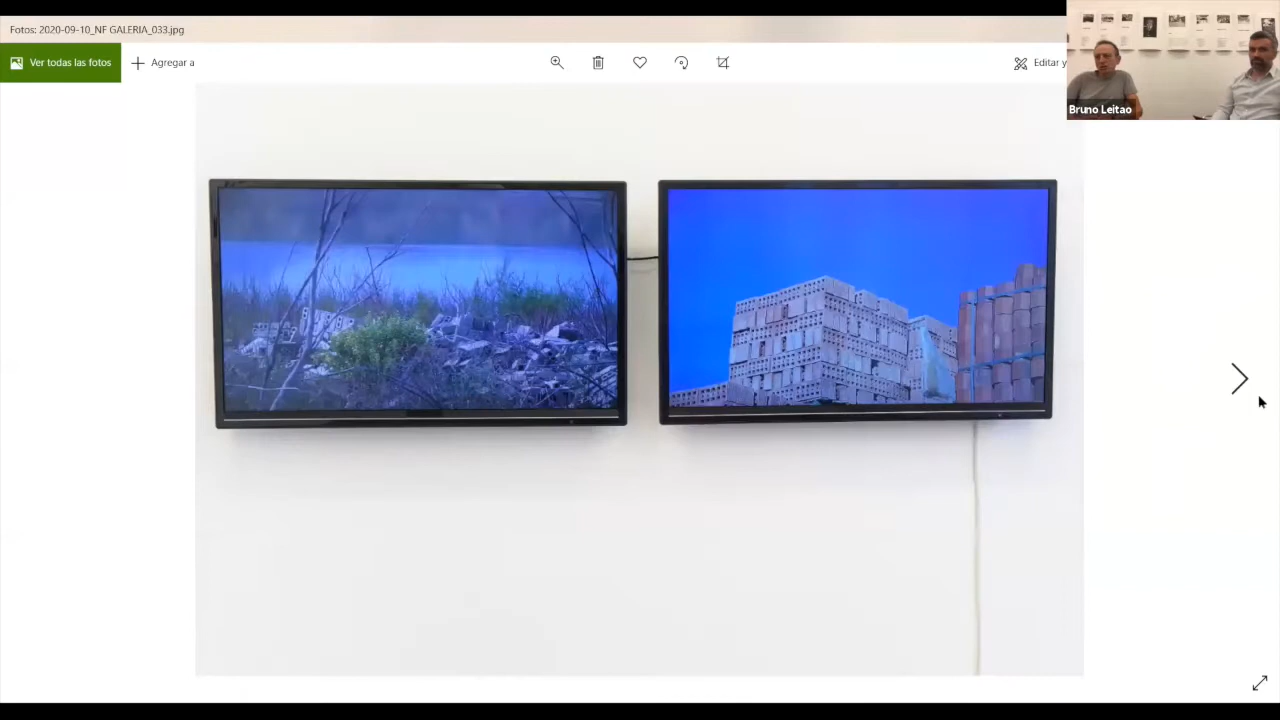 Fotos: 2020-09-10_NF GALERIA_033.jpg
Ver todas las fotos
Agregar a
Editar y
Bruno Leitao